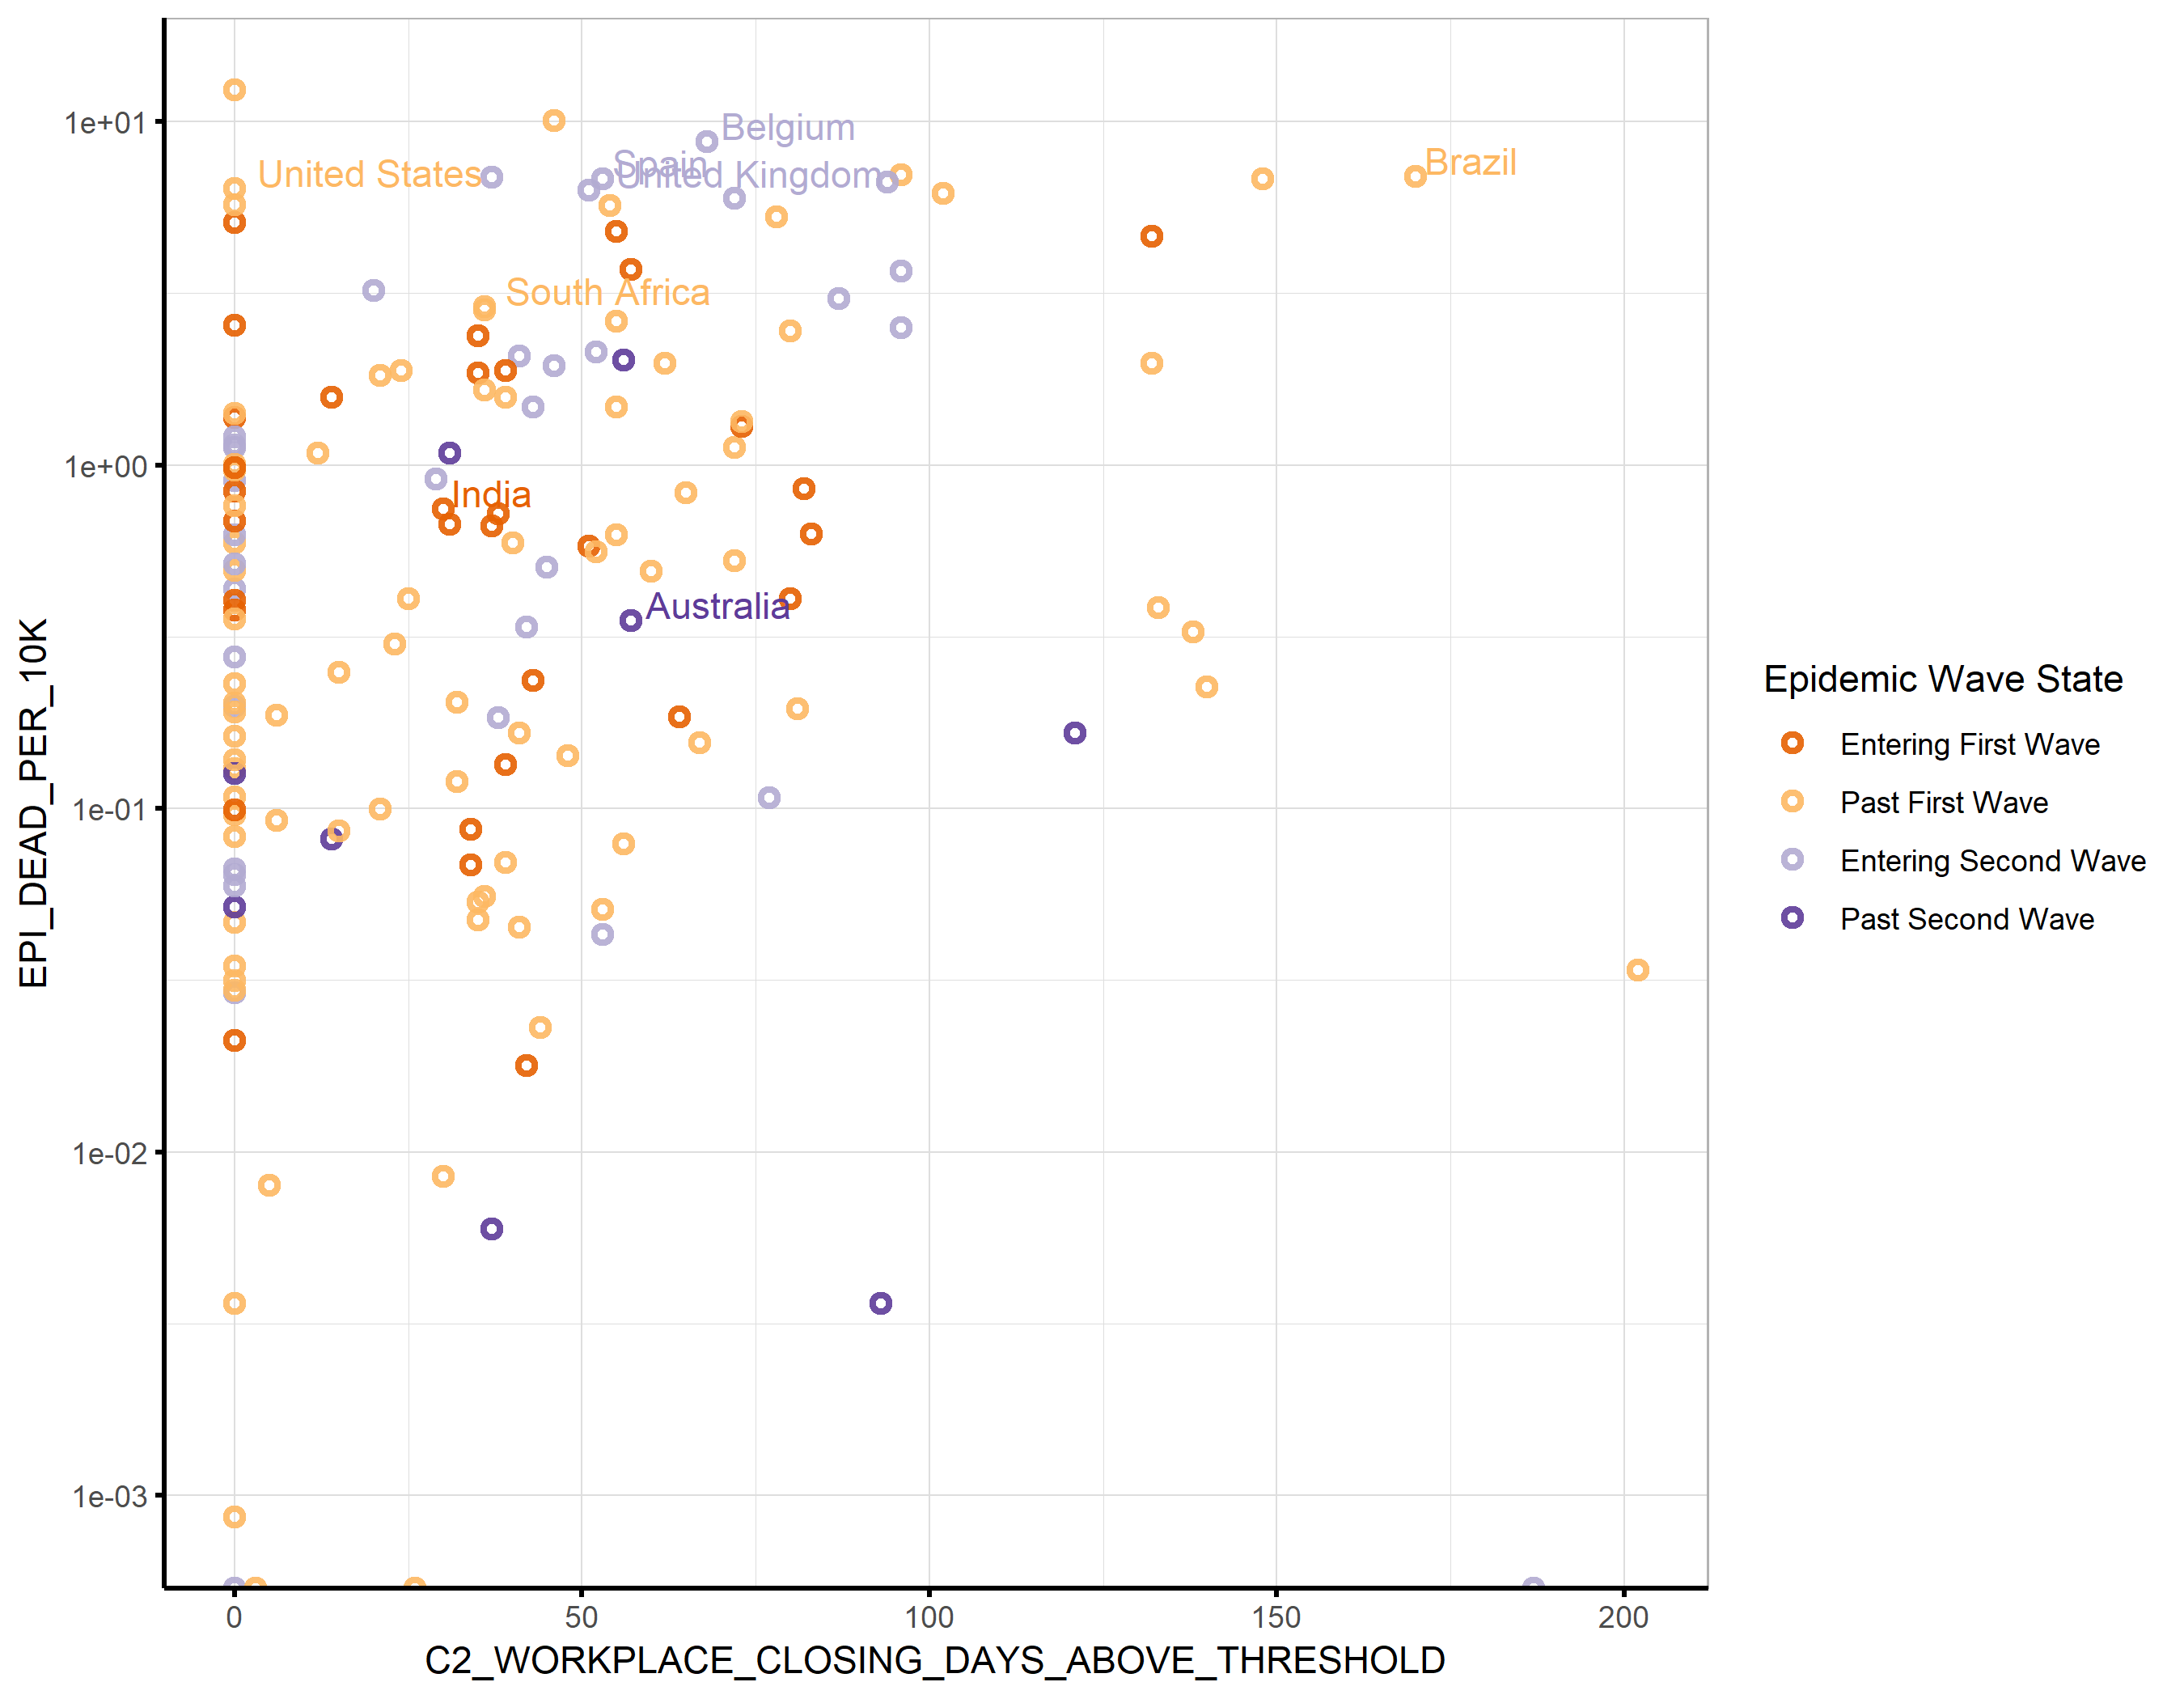 Belgium
Spain
United States
United Kingdom
Brazil
South Africa
India
Australia
1e+01
1e+00
1e-01
1e-02
1e-03
EPI_DEAD_PER_10K
0 50 100 150 200
C2_WORKPLACE_CLOSING_DAYS_ABOVE_THRESHOLD
Epidemic Wave State
Entering First Wave
Past First Wave
Entering Second Wave
Past Second Wave